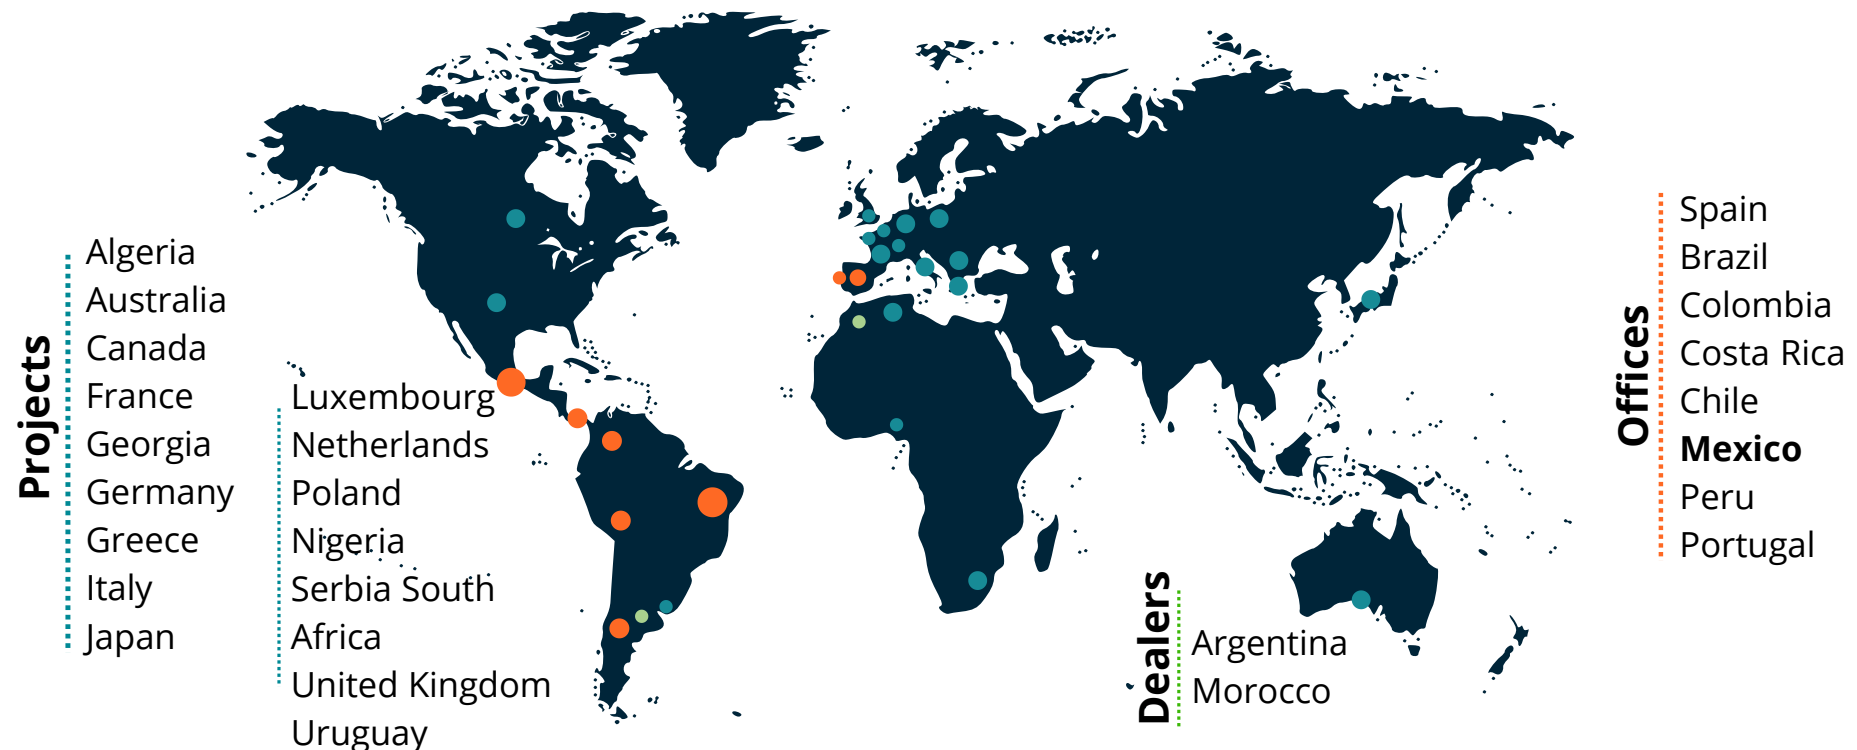 Projects
Algeria
Australia
Canada
France
Georgia
Germany
Greece
Italy
Japan
Luxembourg
Netherlands
Poland
Nigeria
Serbia South
Africa
United Kingdom
Uruguay
Dealers
Argentina
Morocco
Offices
Spain
Brazil
Colombia
Costa Rica
Chile
Mexico
Peru
Portugal